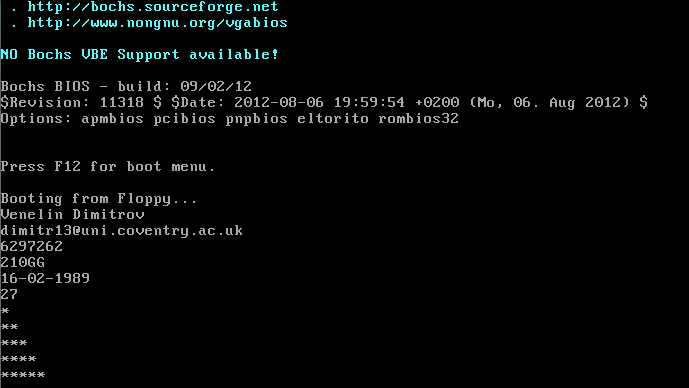 . http://bochs.sourceforge.net
. http://www.nongnu.org/vgabios
NO Bochs VBE Support available!
Bochs BIOS - build: 09/02/12
$Revision: 11318 $ $Date: 2012-08-06 19:59:54 +0200 (Mo, 06. Aug 2012) $
Options: apmbios pcibios pnpbios eltorito rombios32
Press F12 for boot menu.
Booting from Floppy...
Venelin Dimitrov
dimitr13@uni.coventry.ac.uk
6297262
210GG
16-02-1989
27
*
**
***
****
*****